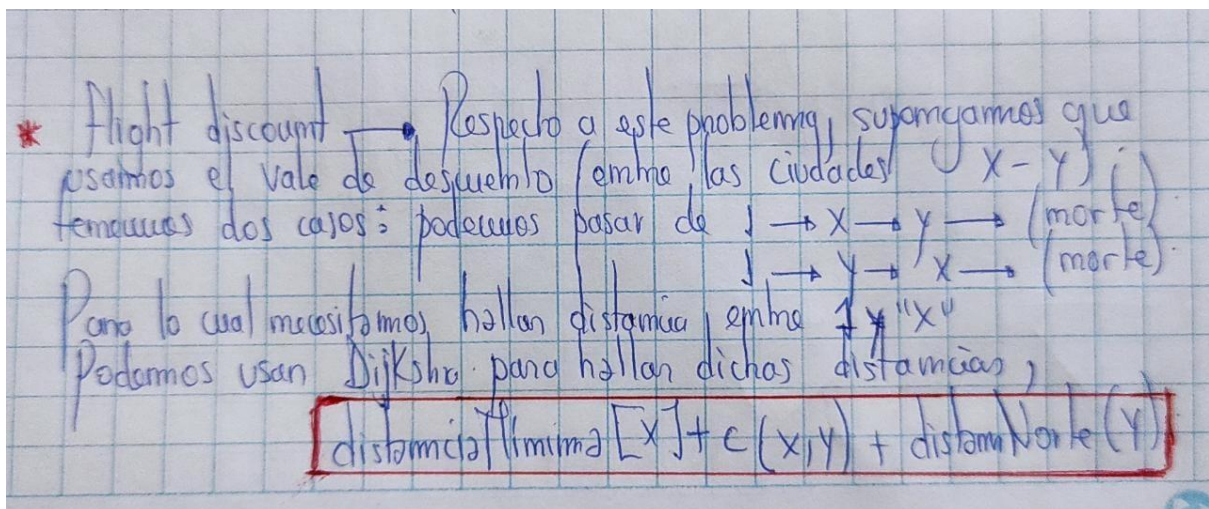 * Flight discount → Respecto a este problema, supongamos que
usamos el vale de descuento (entre las ciudades X - Y);
tenemos dos casos: podemos pasar de 1 → X → Y → (norte)
1 → Y → X → (norte).
Para lo cual necesitamos hallar distancia entre 1 y "X"
Podemos usar Dijkstra para hallar dichas distancias,
distanciaMinima [X] + c (x,y) + distanNorte (Y)